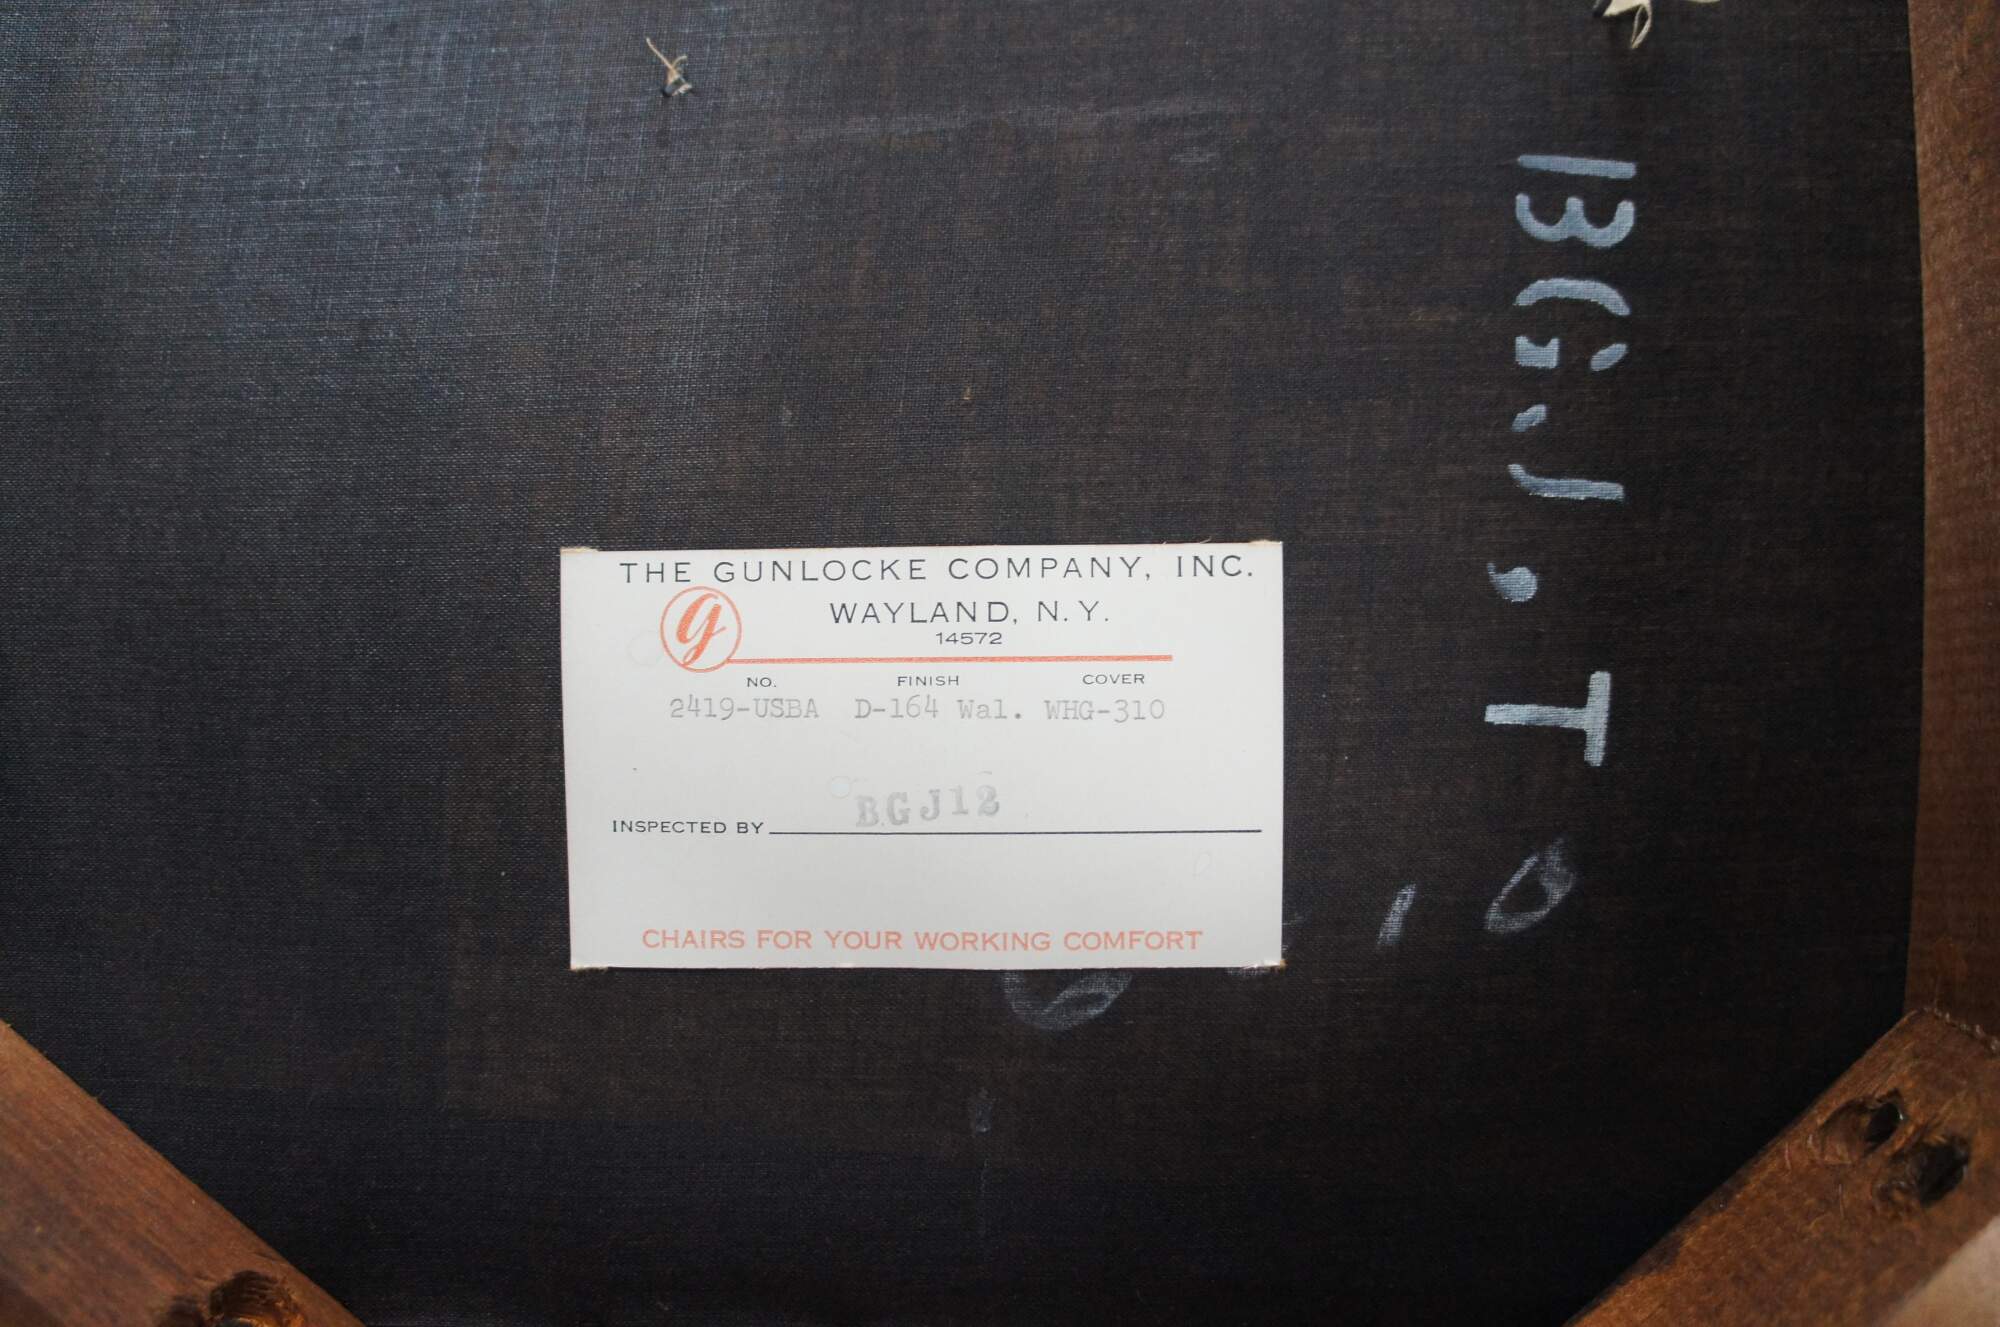 THE GUNLOCKE COMPANY, INC.
g
WAYLAND, N.Y.
14572
NO. FINISH COVER
2419-USBA D-164 Wal. WHG-310
BGJ12
INSPECTED BY
CHAIRS FOR YOUR WORKING COMFORT
BGJ.T